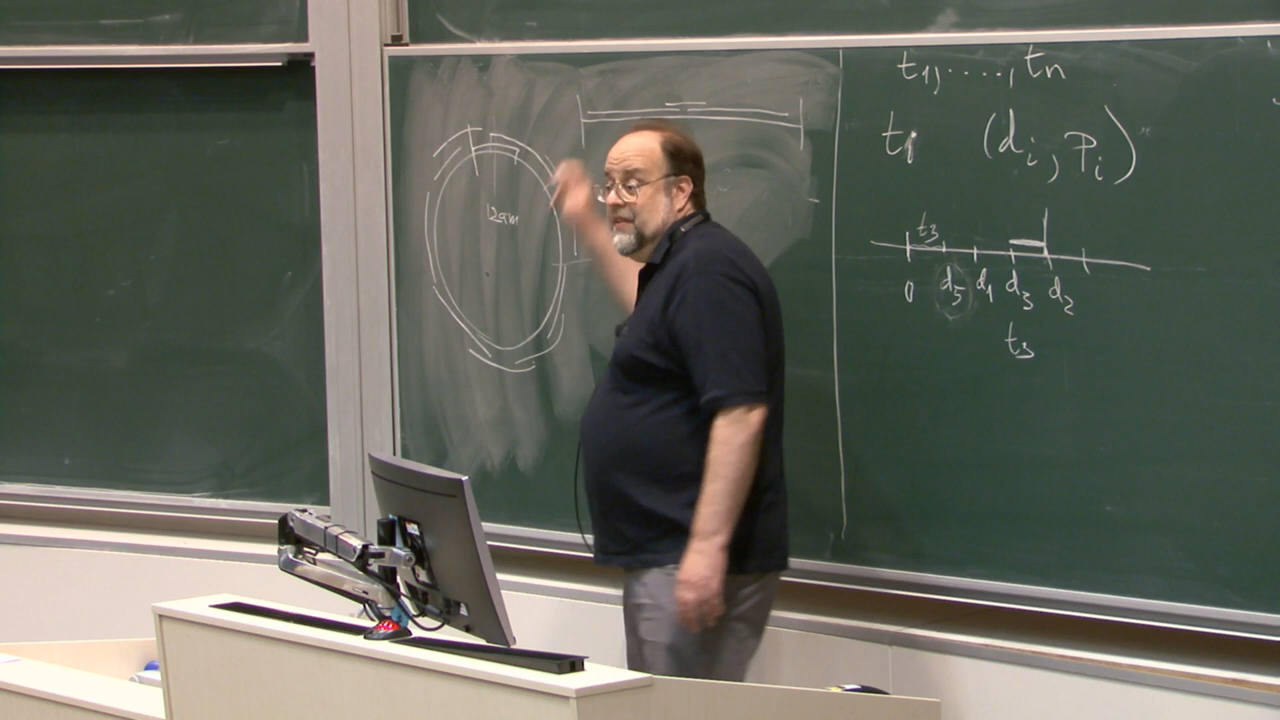 12am
t1, ...., tn
ti (di, pi)
t3
0 d5 d1 d3 d2
t3